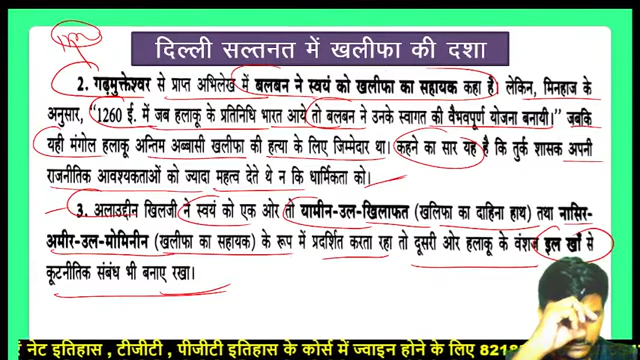 दिल्ली सल्तनत में खलीफा की दशा
2. गढ़मुक्तेश्वर से प्राप्त अभिलेख में बलबन ने स्वयं को खलीफा का सहायक कहा है। लेकिन, मिनहाज के
अनुसार, "1260 ई. में जब हलाकू के प्रतिनिधि भारत आये तो बलबन ने उनके स्वागत की वैभवपूर्ण योजना बनायी।" जबकि
यही मंगोल हलाकू अन्तिम अब्बासी खलीफा की हत्या के लिए जिम्मेदार था। कहने का सार यह है कि तुर्क शासक अपनी
राजनीतिक आवश्यकताओं को ज्यादा महत्व देते थे न कि धार्मिकता को।
3. अलाउद्दीन खिलजी ने स्वयं को एक ओर तो यामीन-उल-खिलाफत (खलिफा का दाहिना हाथ) तथा नासिर-
अमीर-उल-मोमिनीन (खलीफा का सहायक) के रूप में प्रदर्शित करता रहा तो दूसरी ओर हलाकू के वंशज इल खाँ से
कूटनीतिक संबंध भी बनाए रखा।
नेट इतिहास , टीजीटी , पीजीटी इतिहास के कोर्स में ज्वाइन होने के लिए 8218